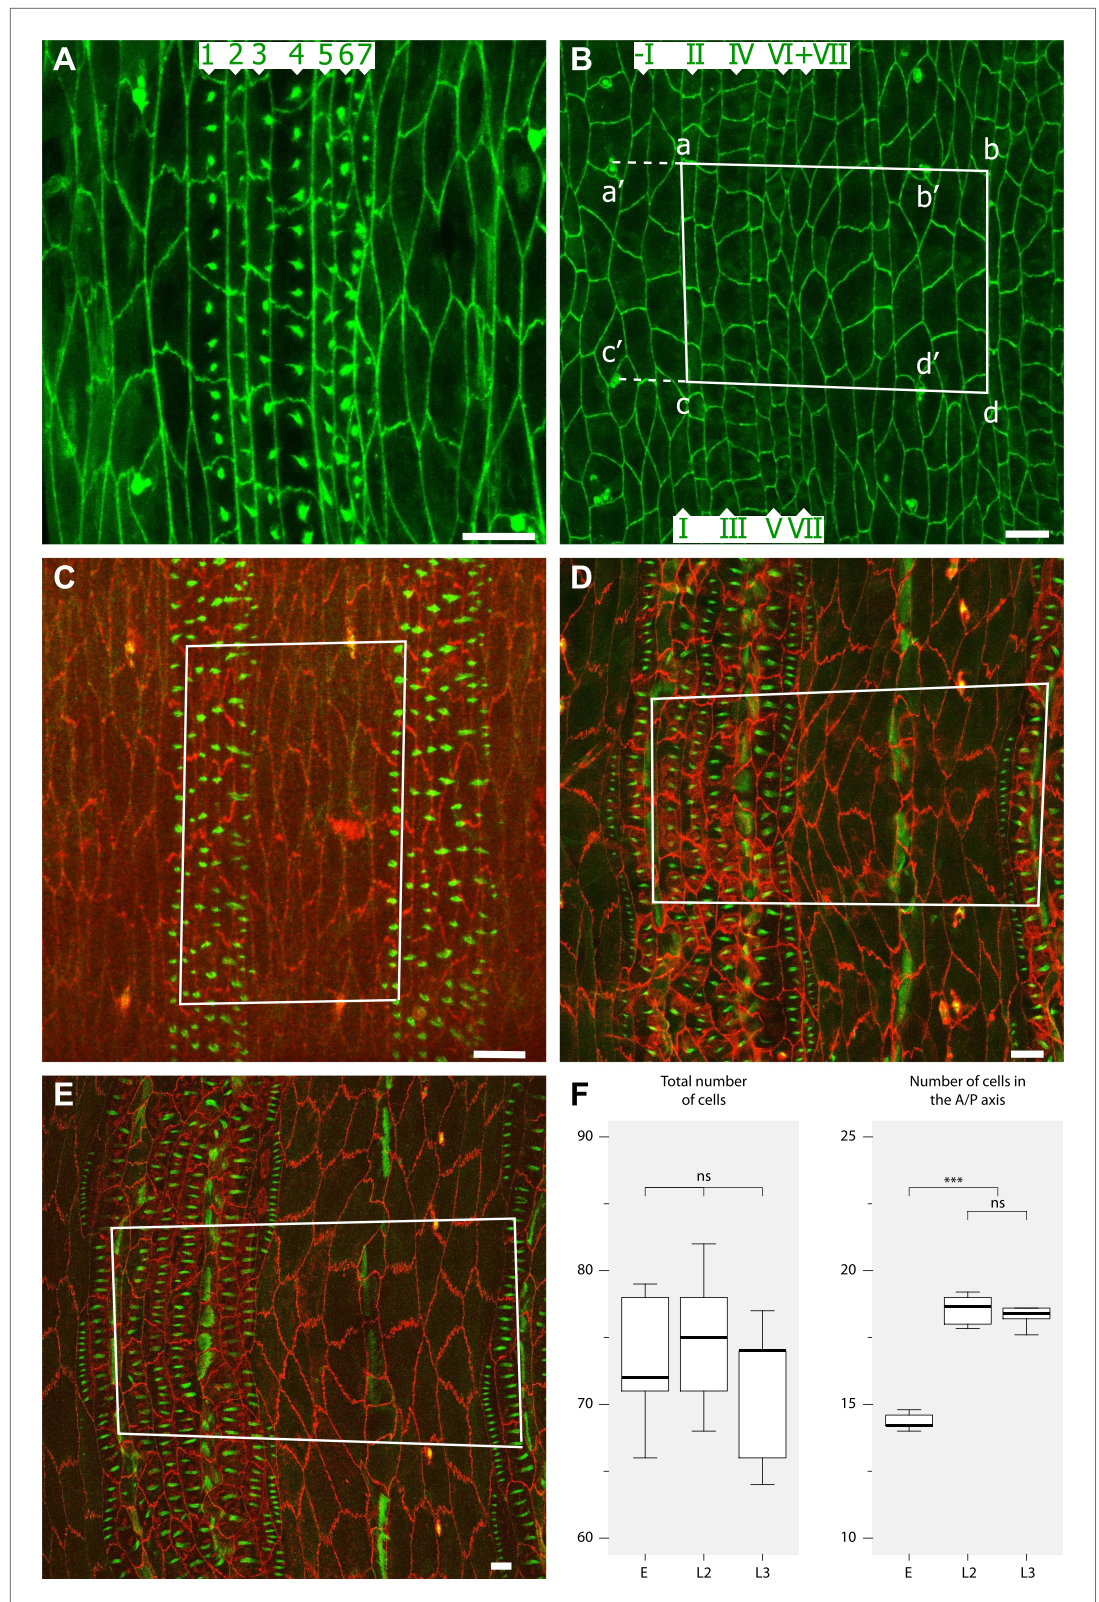 A
1 2 3 4 5 6 7
B
-I II IV VI+VII
a
b
a′
b′
c′
d′
c
d
I III V VII
C
D
E
F
Total number
of cells
90
80
70
60
ns
E L2 L3
Number of cells in
the A/P axis
25
20
15
10
***
ns
E L2 L3